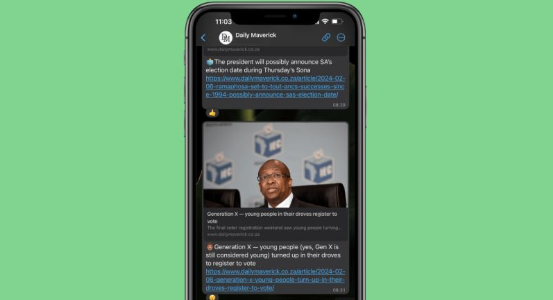 11:03
Daily Maverick
www.dailymaverick.co.za
🗳️The president will possibly announce SA's
election date during Thursday's Sona
https://www.dailymaverick.co.za/article/2024-02-
06-ramaphosa-set-to-tout-ancs-successes-sinc
e-1994-possibly-announce-sas-election-date/
09:29
Generation X — young people in their droves register to
vote
The final voter registration weekend saw young people turning...
www.dailymaverick.co.za
Generation X — young people (yes, Gen X is
still considered young) turned up in their droves
to register to vote
https://www.dailymaverick.co.za/article/2024-02-
06-generation-x-young-people-turn-up-in-their-
droves-register-to-vote/